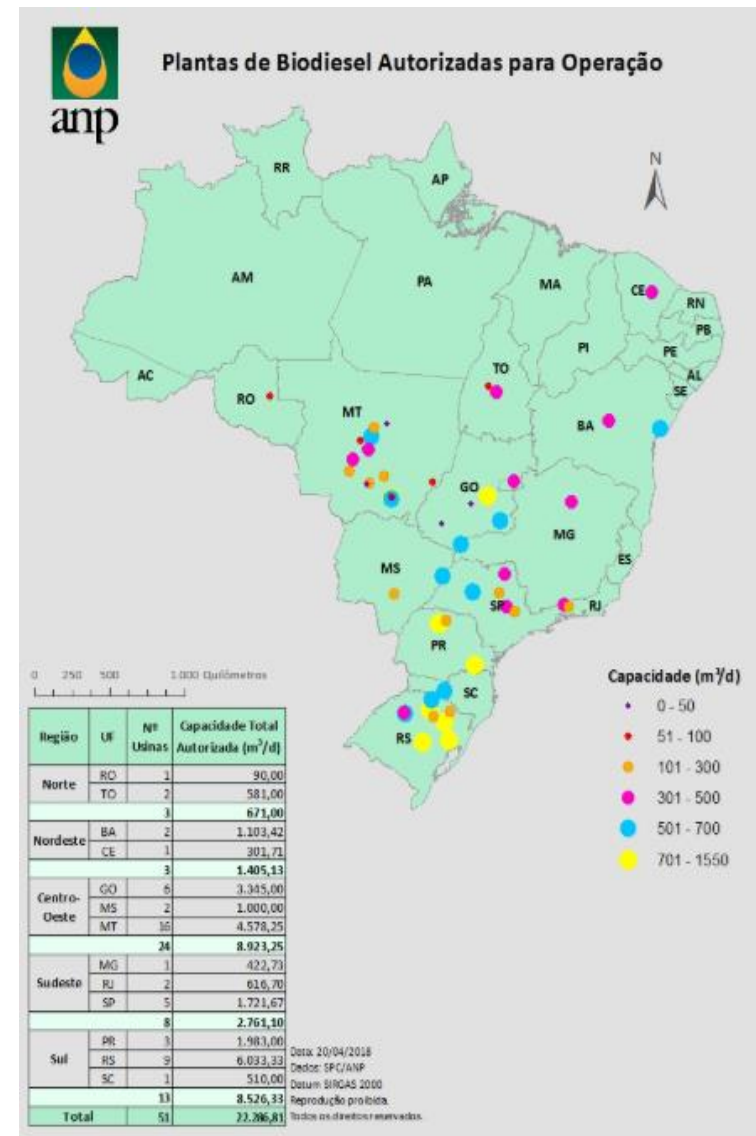 anp
Plantas de Biodiesel Autorizadas para Operação
N
RR
AP
AM
PA
MA
CE
RN
PB
PI
PE
AL
SE
AC
RO
TO
MT
BA
GO
MG
ES
MS
SP
RJ
PR
SC
RS
0 250 500 1.000 Quilômetros
Capacidade (m³/d)
0 - 50
51 - 100
101 - 300
301 - 500
501 - 700
701 - 1550
Região UF Nº Usinas Capacidade Total Autorizada (m³/d)
Norte RO 1 90,00
TO 2 581,00
3 671,00
Nordeste BA 2 1.103,42
CE 1 301,71
3 1.405,13
Centro-Oeste GO 6 3.345,00
MS 2 1.000,00
MT 16 4.578,25
24 8.923,25
Sudeste MG 1 422,73
RJ 2 616,70
SP 5 1.721,67
8 2.761,10
Sul PR 3 1.983,00
RS 9 6.033,33
SC 1 510,00
13 8.526,33
Total 51 22.286,81
Data: 20/04/2018
Dados: SPC/ANP
Datum SIRGAS 2000
Reprodução proibida.
Todos os direitos reservados.